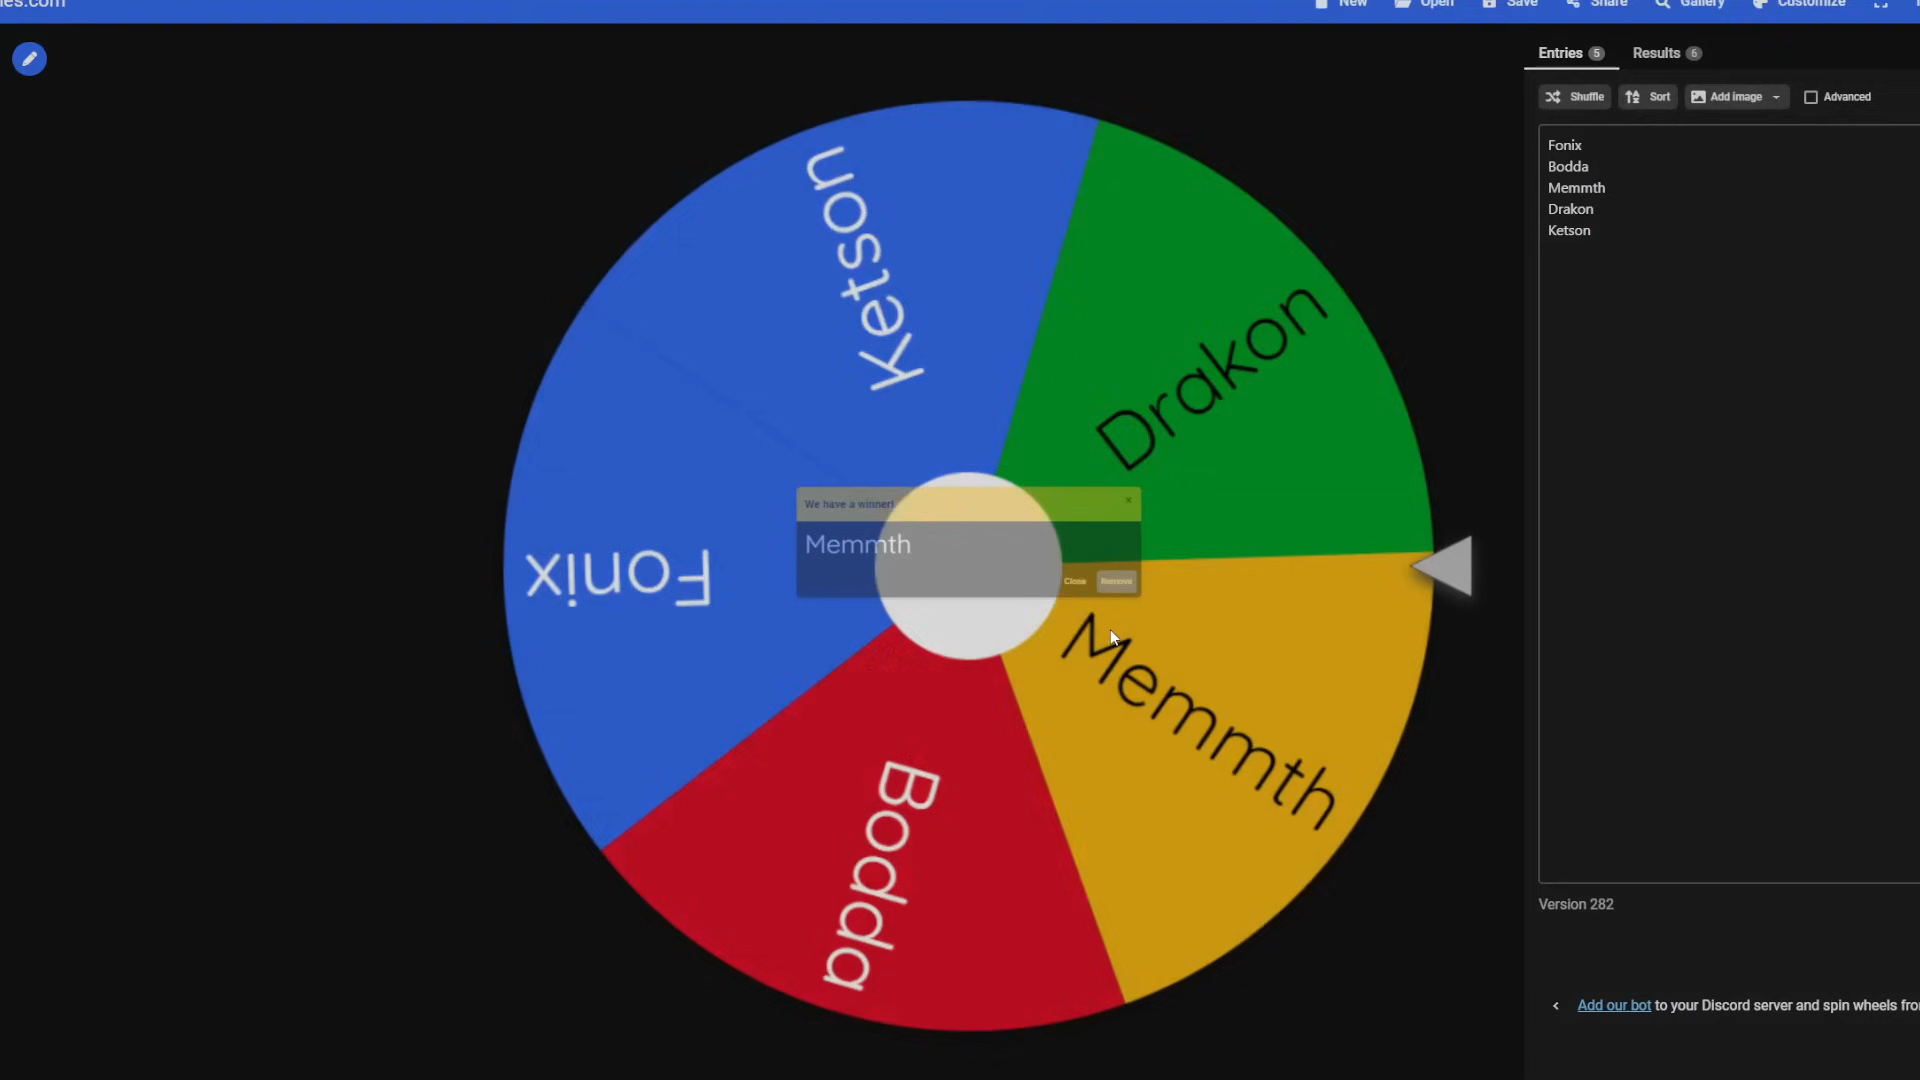 New Open Save Share Gallery Customize
Entries 5 Results 6
Shuffle Sort Add image Advanced
Fonix
Bodda
Memmth
Drakon
Ketson
Ketson
Drakon
We have a winner!
Memmth
Close Remove
Fonix
Memmth
Bodda
Version 282
Add our bot to your Discord server and spin wheels